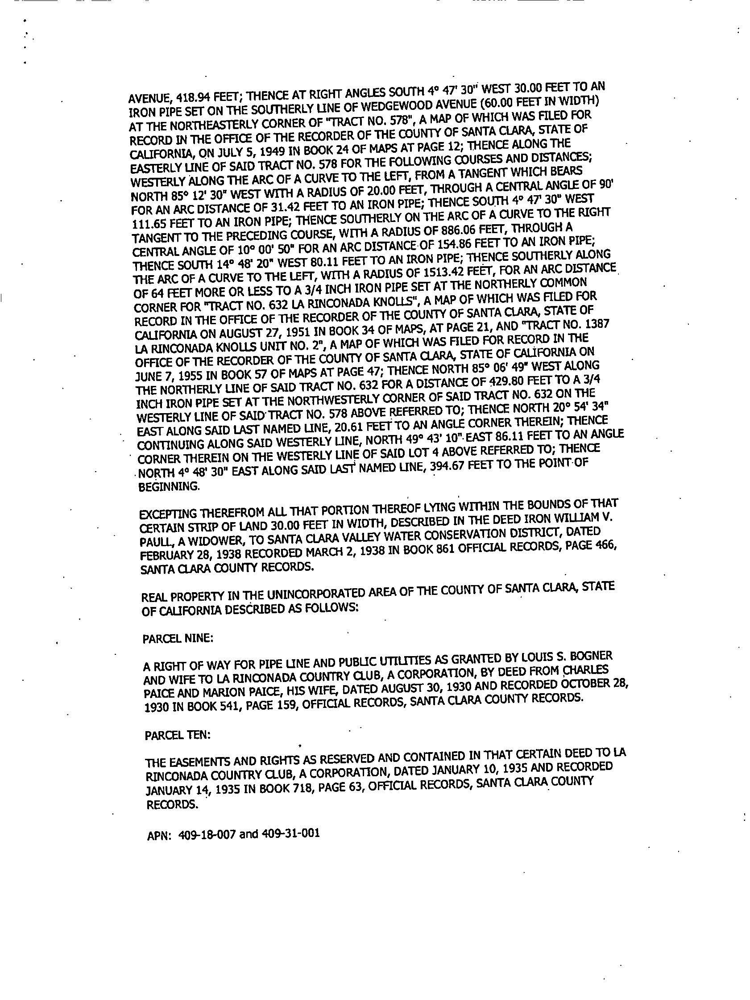 AVENUE, 418.94 FEET; THENCE AT RIGHT ANGLES SOUTH 4º 47' 30" WEST 30.00 FEET TO AN
IRON PIPE SET ON THE SOUTHERLY LINE OF WEDGEWOOD AVENUE (60.00 FEET IN WIDTH)
AT THE NORTHEASTERLY CORNER OF "TRACT NO. 578", A MAP OF WHICH WAS FILED FOR
RECORD IN THE OFFICE OF THE RECORDER OF THE COUNTY OF SANTA CLARA, STATE OF
CALIFORNIA, ON JULY 5, 1949 IN BOOK 24 OF MAPS AT PAGE 12; THENCE ALONG THE
EASTERLY LINE OF SAID TRACT NO. 578 FOR THE FOLLOWING COURSES AND DISTANCES;
WESTERLY ALONG THE ARC OF A CURVE TO THE LEFT, FROM A TANGENT WHICH BEARS
NORTH 85º 12' 30" WEST WITH A RADIUS OF 20.00 FEET, THROUGH A CENTRAL ANGLE OF 90'
FOR AN ARC DISTANCE OF 31.42 FEET TO AN IRON PIPE; THENCE SOUTH 4º 47' 30" WEST
111.65 FEET TO AN IRON PIPE; THENCE SOUTHERLY ON THE ARC OF A CURVE TO THE RIGHT
TANGENT TO THE PRECEDING COURSE, WITH A RADIUS OF 886.06 FEET, THROUGH A
CENTRAL ANGLE OF 10º 00' 50" FOR AN ARC DISTANCE OF 154.86 FEET TO AN IRON PIPE;
THENCE SOUTH 14º 48' 20" WEST 80.11 FEET TO AN IRON PIPE; THENCE SOUTHERLY ALONG
THE ARC OF A CURVE TO THE LEFT, WITH A RADIUS OF 1513.42 FEET, FOR AN ARC DISTANCE
OF 64 FEET MORE OR LESS TO A 3/4 INCH IRON PIPE SET AT THE NORTHERLY COMMON
CORNER FOR "TRACT NO. 632 LA RINCONADA KNOLLS", A MAP OF WHICH WAS FILED FOR
RECORD IN THE OFFICE OF THE RECORDER OF THE COUNTY OF SANTA CLARA, STATE OF
CALIFORNIA ON AUGUST 27, 1951 IN BOOK 34 OF MAPS, AT PAGE 21, AND "TRACT NO. 1387
LA RINCONADA KNOLLS UNIT NO. 2", A MAP OF WHICH WAS FILED FOR RECORD IN THE
OFFICE OF THE RECORDER OF THE COUNTY OF SANTA CLARA, STATE OF CALIFORNIA ON
JUNE 7, 1955 IN BOOK 57 OF MAPS AT PAGE 47; THENCE NORTH 85º 06' 49" WEST ALONG
THE NORTHERLY LINE OF SAID TRACT NO. 632 FOR A DISTANCE OF 429.80 FEET TO A 3/4
INCH IRON PIPE SET AT THE NORTHWESTERLY CORNER OF SAID TRACT NO. 632 ON THE
WESTERLY LINE OF SAID TRACT NO. 578 ABOVE REFERRED TO; THENCE NORTH 20º 54' 34"
EAST ALONG SAID LAST NAMED LINE, 20.61 FEET TO AN ANGLE CORNER THEREIN; THENCE
CONTINUING ALONG SAID WESTERLY LINE, NORTH 49º 43' 10" EAST 86.11 FEET TO AN ANGLE
CORNER THEREIN ON THE WESTERLY LINE OF SAID LOT 4 ABOVE REFERRED TO; THENCE
NORTH 4º 48' 30" EAST ALONG SAID LAST NAMED LINE, 394.67 FEET TO THE POINT OF
BEGINNING.
EXCEPTING THEREFROM ALL THAT PORTION THEREOF LYING WITHIN THE BOUNDS OF THAT
CERTAIN STRIP OF LAND 30.00 FEET IN WIDTH, DESCRIBED IN THE DEED IRON WILLIAM V.
PAULL, A WIDOWER, TO SANTA CLARA VALLEY WATER CONSERVATION DISTRICT, DATED
FEBRUARY 28, 1938 RECORDED MARCH 2, 1938 IN BOOK 861 OFFICIAL RECORDS, PAGE 466,
SANTA CLARA COUNTY RECORDS.
REAL PROPERTY IN THE UNINCORPORATED AREA OF THE COUNTY OF SANTA CLARA, STATE
OF CALIFORNIA DESCRIBED AS FOLLOWS:
PARCEL NINE:
A RIGHT OF WAY FOR PIPE LINE AND PUBLIC UTILITIES AS GRANTED BY LOUIS S. BOGNER
AND WIFE TO LA RINCONADA COUNTRY CLUB, A CORPORATION, BY DEED FROM CHARLES
PAICE AND MARION PAICE, HIS WIFE, DATED AUGUST 30, 1930 AND RECORDED OCTOBER 28,
1930 IN BOOK 541, PAGE 159, OFFICIAL RECORDS, SANTA CLARA COUNTY RECORDS.
PARCEL TEN:
THE EASEMENTS AND RIGHTS AS RESERVED AND CONTAINED IN THAT CERTAIN DEED TO LA
RINCONADA COUNTRY CLUB, A CORPORATION, DATED JANUARY 10, 1935 AND RECORDED
JANUARY 14, 1935 IN BOOK 718, PAGE 63, OFFICIAL RECORDS, SANTA CLARA COUNTY
RECORDS.
APN: 409-18-007 and 409-31-001